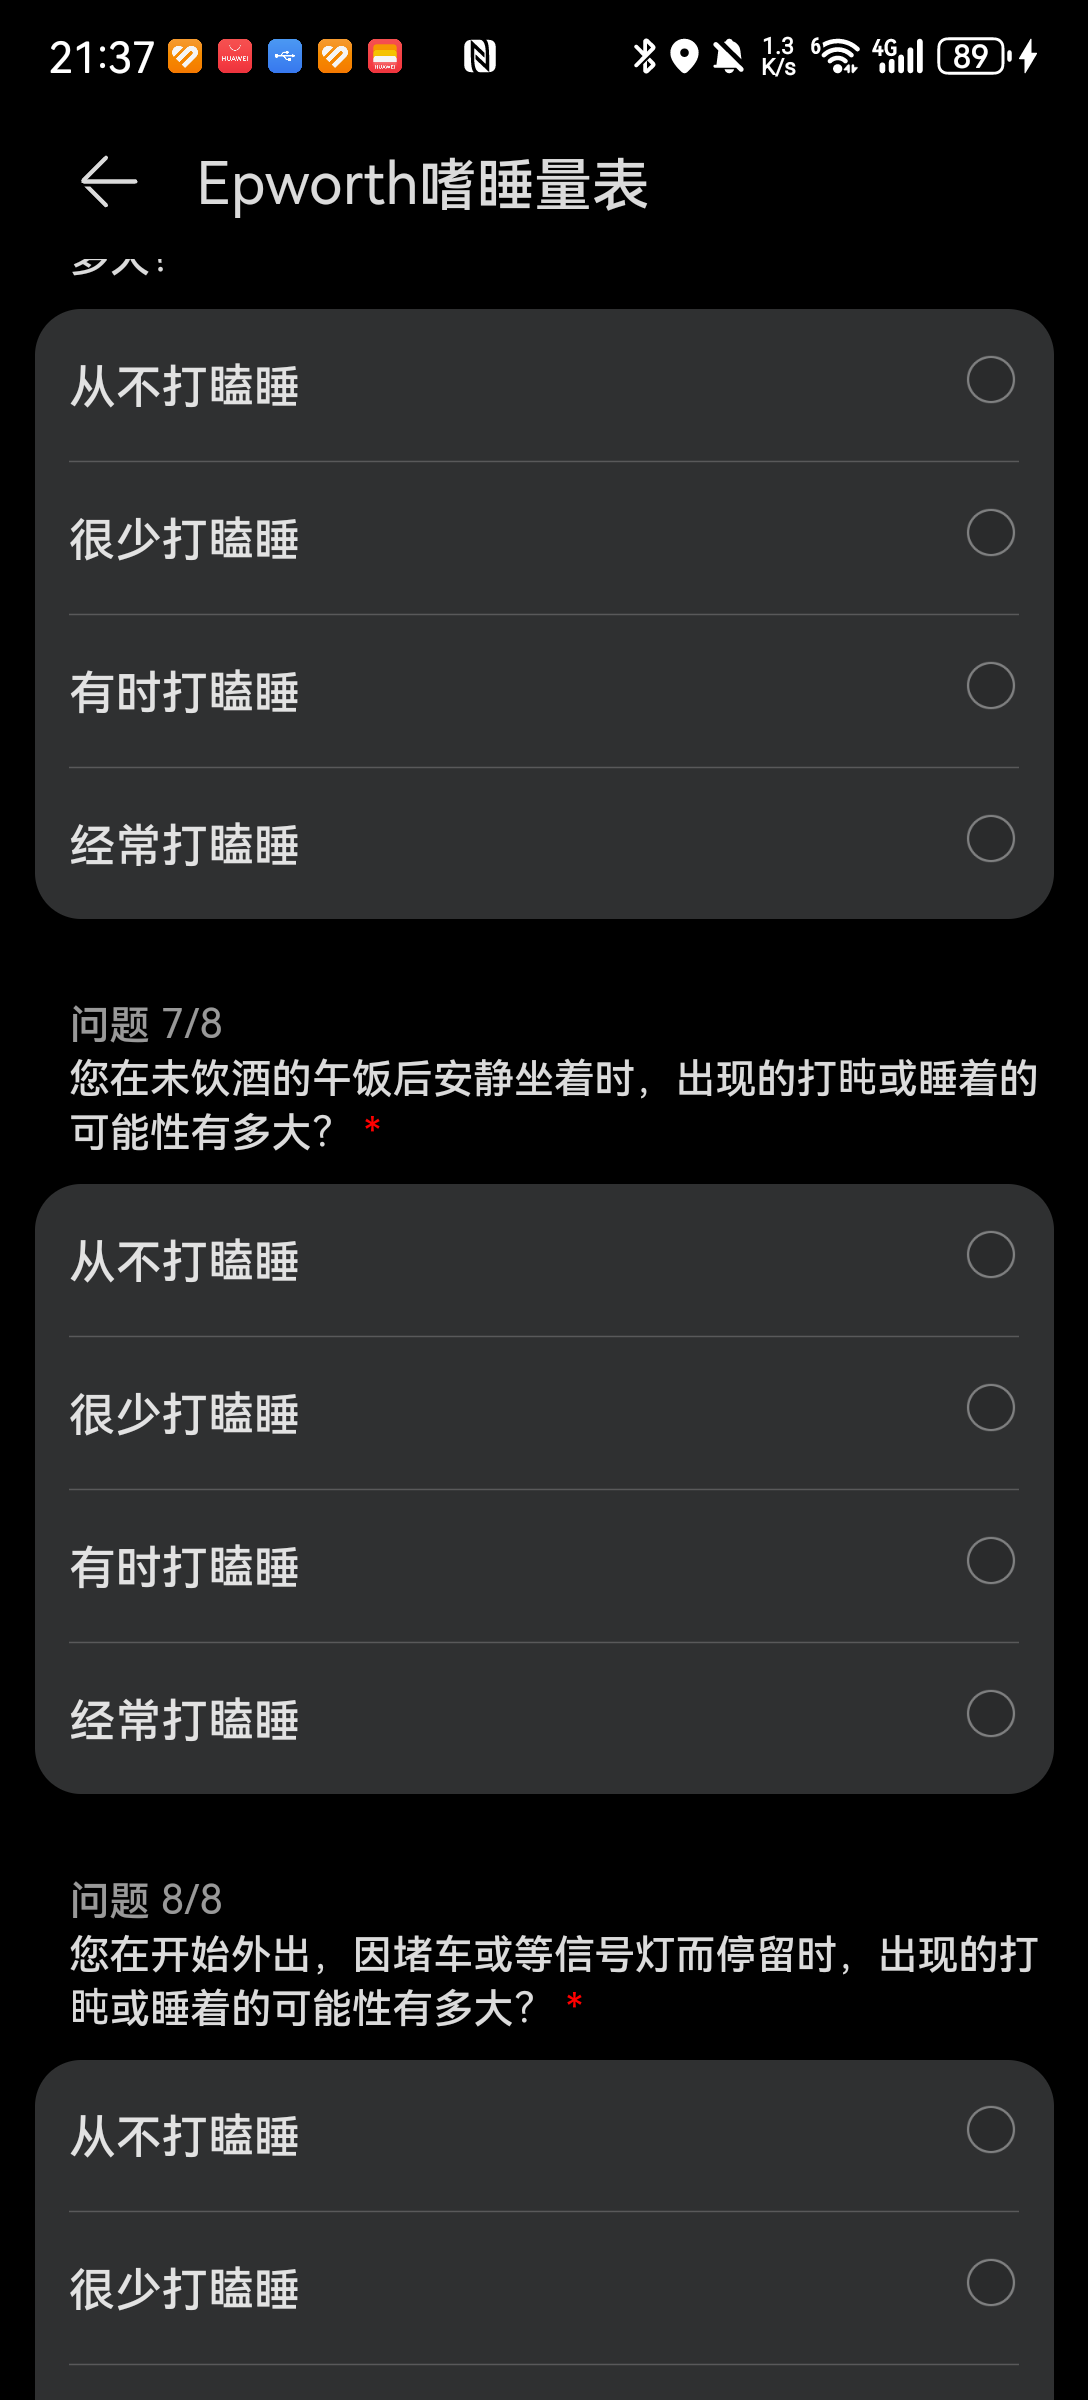 21:37
1.3 K/s 6 4G 89
Epworth嗜睡量表
从不打瞌睡
很少打瞌睡
有时打瞌睡
经常打瞌睡
问题 7/8
您在未饮酒的午饭后安静坐着时，出现的打盹或睡着的
可能性有多大？ *
从不打瞌睡
很少打瞌睡
有时打瞌睡
经常打瞌睡
问题 8/8
您在开始外出，因堵车或等信号灯而停留时，出现的打
盹或睡着的可能性有多大？ *
从不打瞌睡
很少打瞌睡